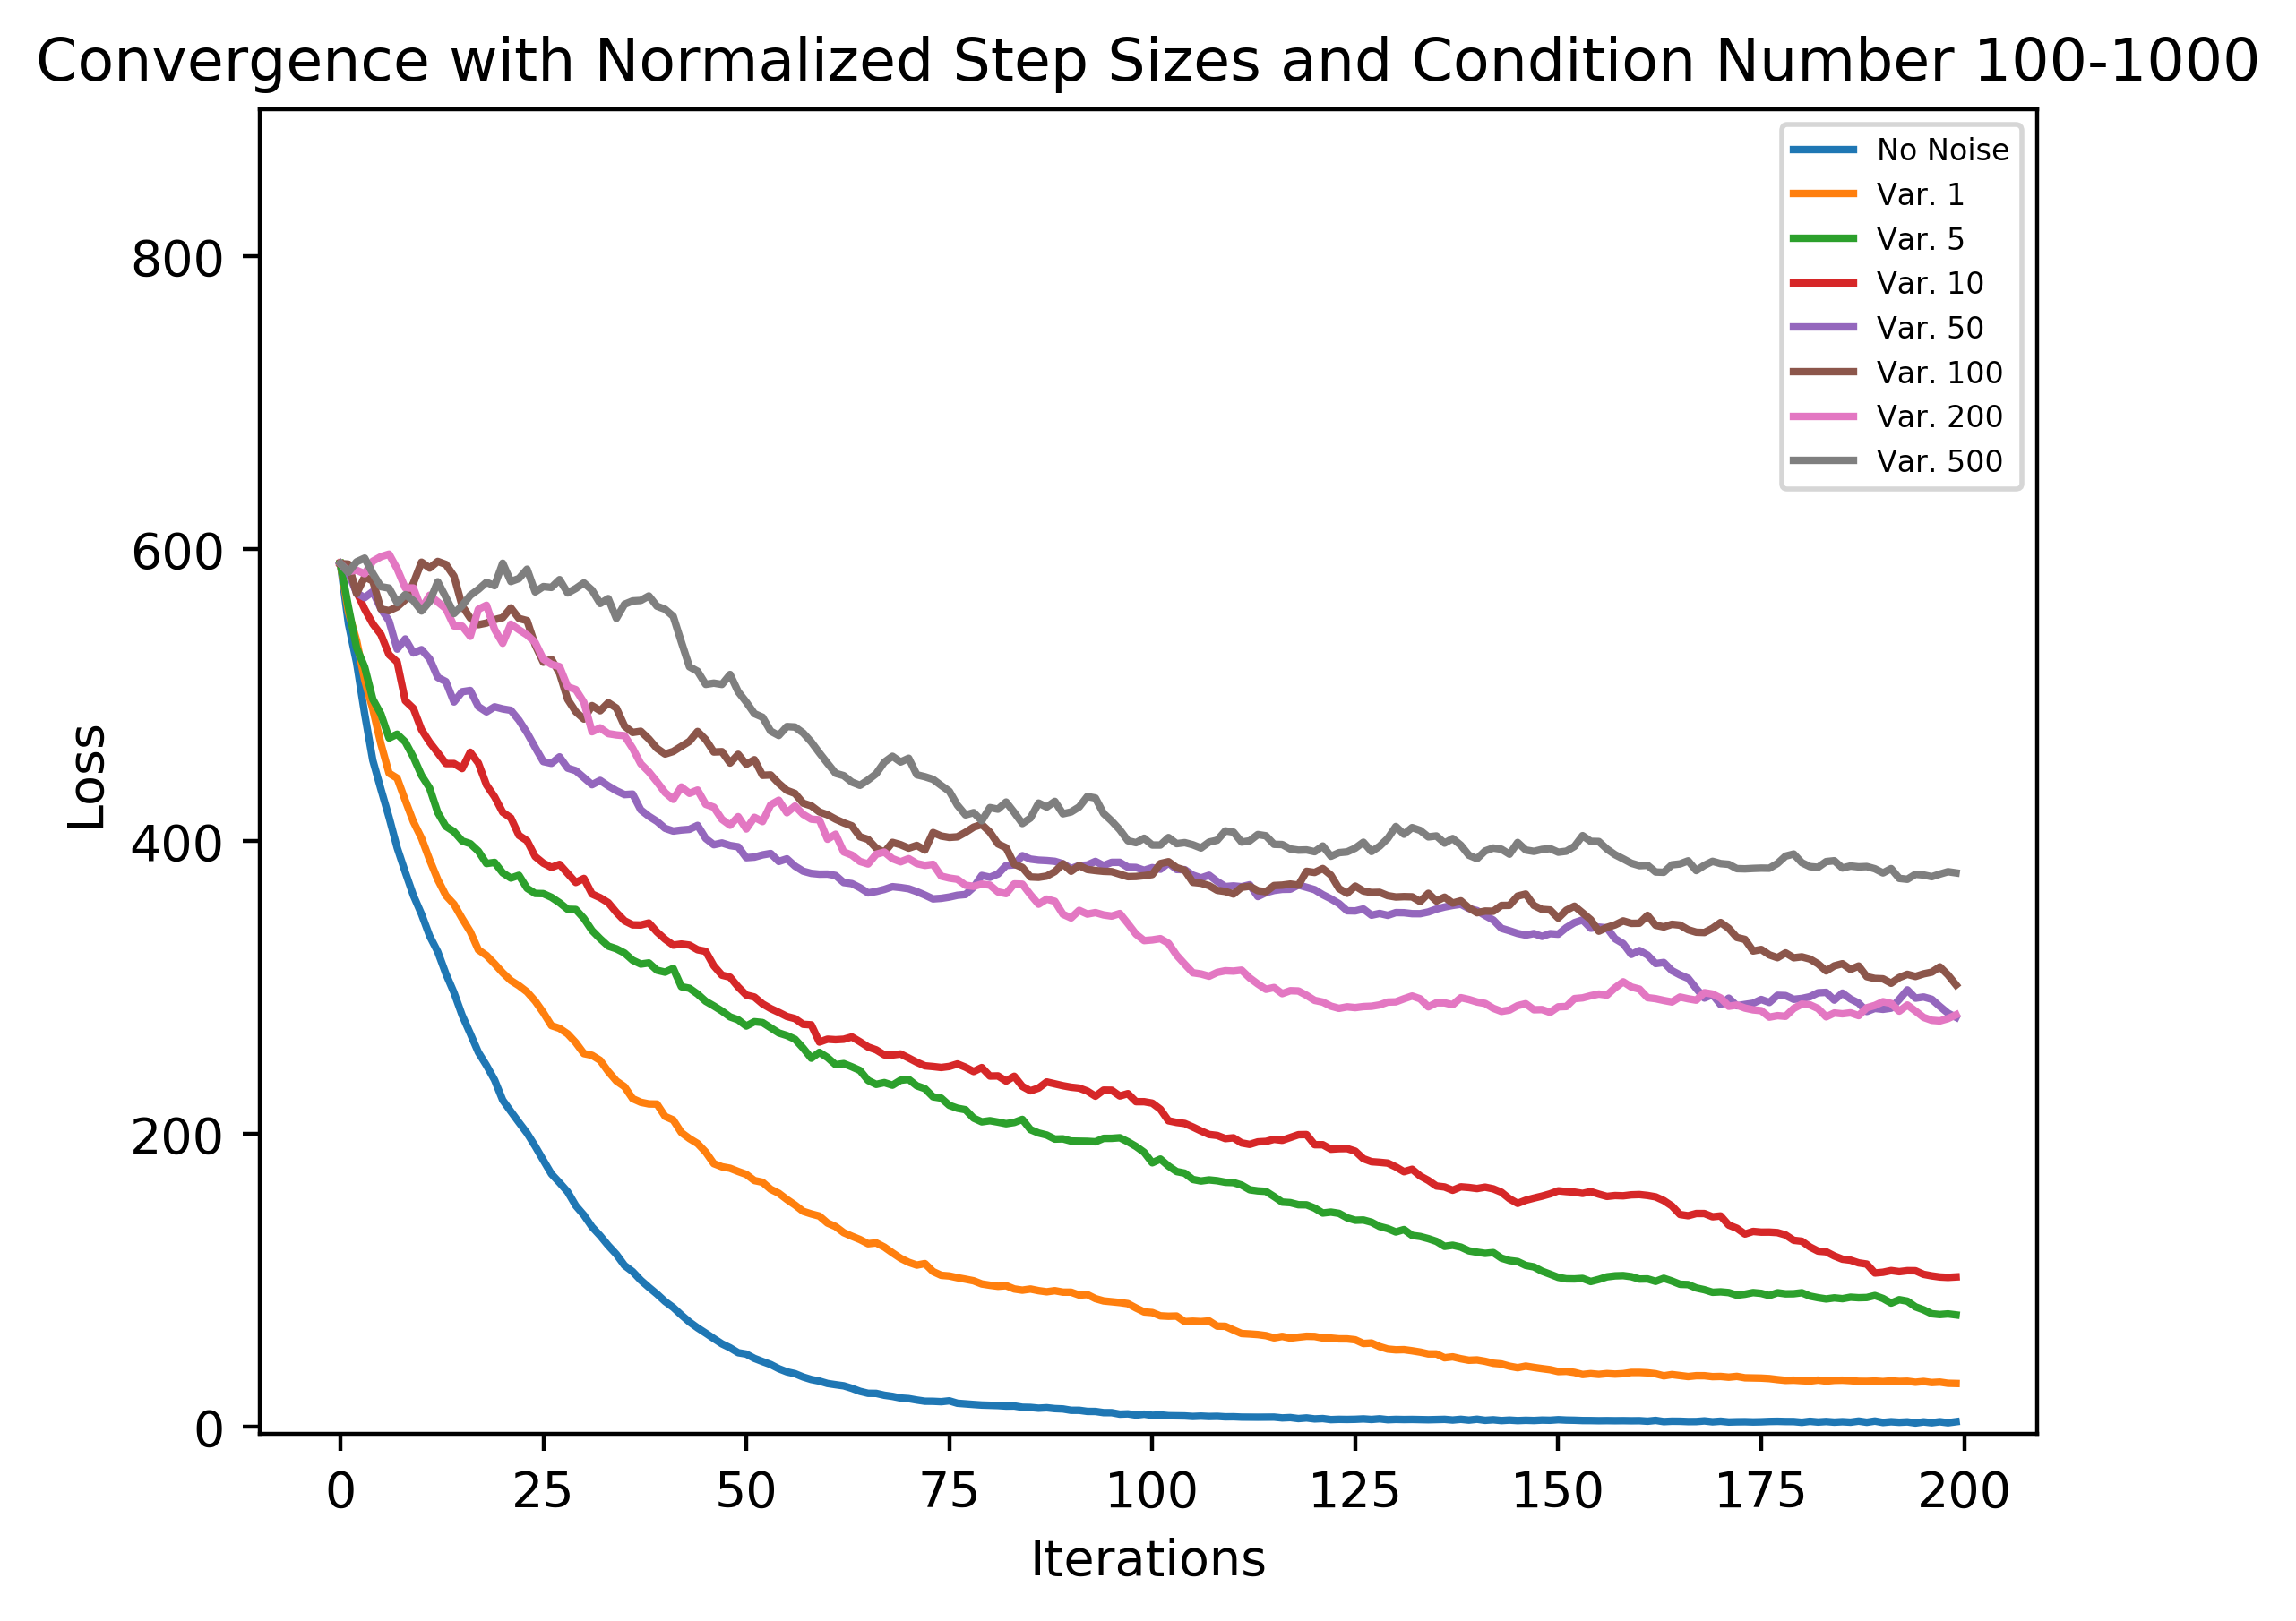 Convergence with Normalized Step Sizes and Condition Number 100-1000
No Noise
Var. 1
Var. 5
Var. 10
Var. 50
Var. 100
Var. 200
Var. 500
800
600
400
200
0
Loss
0 25 50 75 100 125 150 175 200
Iterations